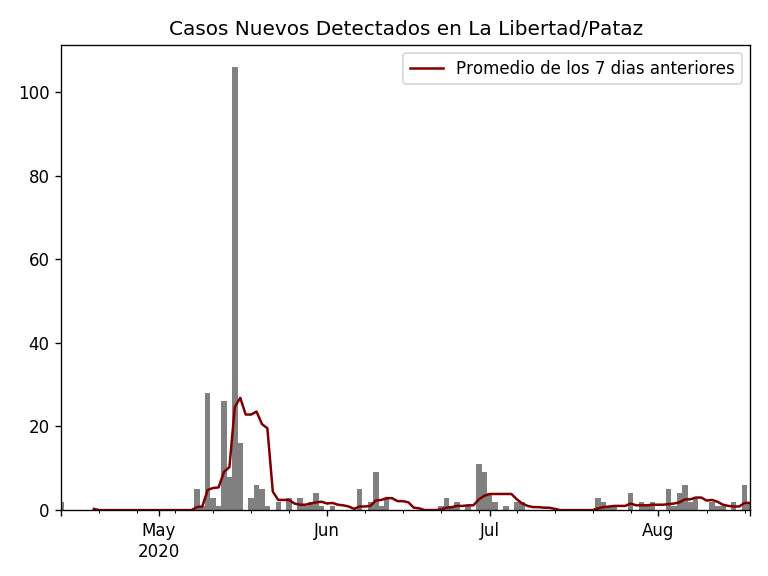 Casos Nuevos Detectados en La Libertad/Pataz
Promedio de los 7 dias anteriores
100
80
60
40
20
0
May Jun Jul Aug
2020